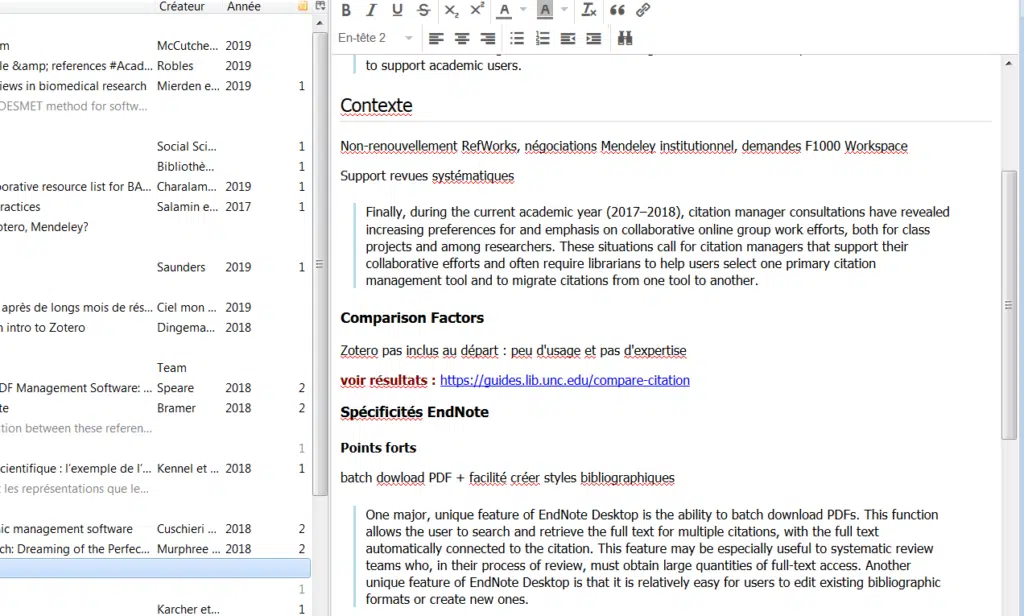 Créateur Année
m McCutche... 2019
le &amp; references #Acad... Robles 2019
iews in biomedical research Mierden e... 2019 1
DESMET method for softw...
Social Sci... 1
Bibliothè... 1
orative resource list for BA... Charalam... 2019 1
ractices Salamin e... 2017 1
otero, Mendeley?
Saunders 2019 1
après de longs mois de rés... Ciel mon ... 2019
n intro to Zotero Dingema... 2018
Team
DF Management Software: ... Speare 2018 2
te Bramer 2018 2
tion between these referen...
1
cientifique : l'exemple de l'... Kennel et ... 2018 1
t les représentations que le...
nic management software Cuschieri ... 2018 2
ch: Dreaming of the Perfec... Murphree ... 2018 2
1
Karcher et... 1
B I U S X₂ X² A A Tx
En-tête 2
to support academic users.
Contexte
Non-renouvellement RefWorks, négociations Mendeley institutionnel, demandes F1000 Workspace
Support revues systématiques
Finally, during the current academic year (2017–2018), citation manager consultations have revealed
increasing preferences for and emphasis on collaborative online group work efforts, both for class
projects and among researchers. These situations call for citation managers that support their
collaborative efforts and often require librarians to help users select one primary citation
management tool and to migrate citations from one tool to another.
Comparison Factors
Zotero pas inclus au départ : peu d'usage et pas d'expertise
voir résultats : https://guides.lib.unc.edu/compare-citation
Spécificités EndNote
Points forts
batch dowload PDF + facilité créer styles bibliographiques
One major, unique feature of EndNote Desktop is the ability to batch download PDFs. This function
allows the user to search and retrieve the full text for multiple citations, with the full text
automatically connected to the citation. This feature may be especially useful to systematic review
teams who, in their process of review, must obtain large quantities of full-text access. Another
unique feature of EndNote Desktop is that it is relatively easy for users to edit existing bibliographic
formats or create new ones.